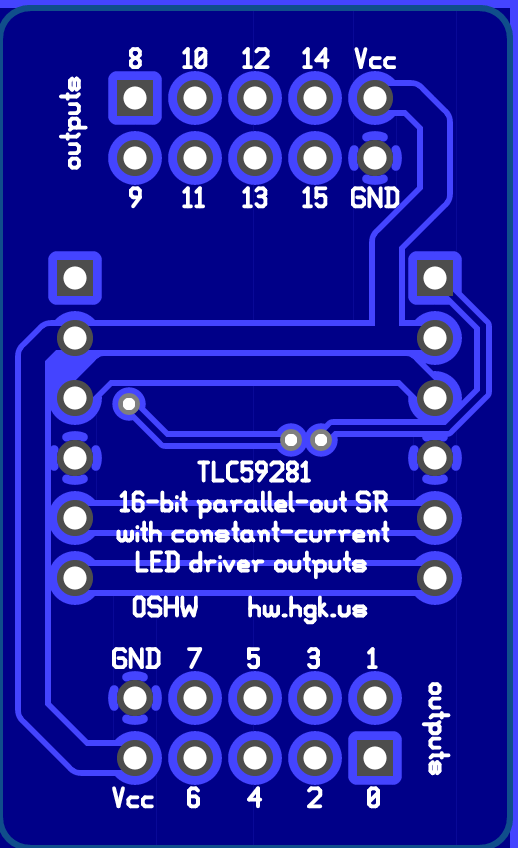 8 10 12 14 Vcc
outputs
9 11 13 15 GND
TLC59281
16-bit parallel-out SR
with constant-current
LED driver outputs
OSHW hw.hgk.us
GND 7 5 3 1
outputs
Vcc 6 4 2 0